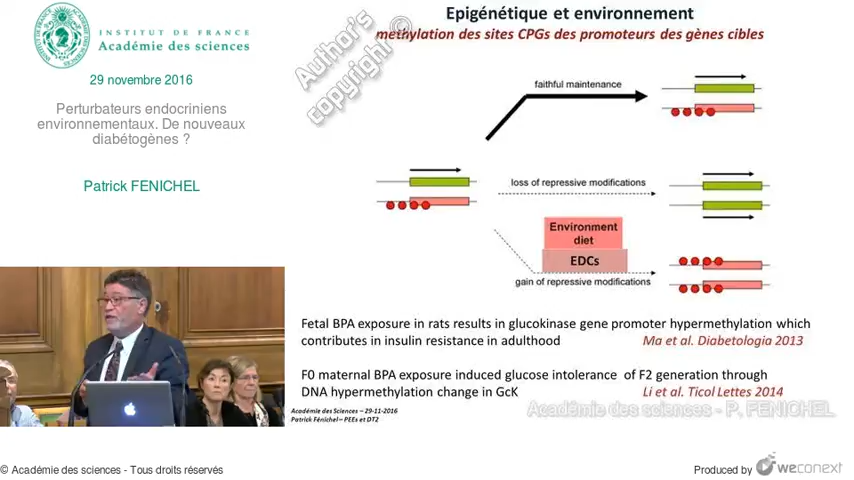 INSTITUT DE FRANCE
Académie des sciences
29 novembre 2016
Perturbateurs endocriniens
environnementaux. De nouveaux
diabétogènes ?
Patrick FENICHEL
Epigénétique et environnement
methylation des sites CPGs des promoteurs des gènes cibles
Author's
copyright ©
faithful maintenance
loss of repressive modifications
Environment
diet
EDCs
gain of repressive modifications
Fetal BPA exposure in rats results in glucokinase gene promoter hypermethylation which
contributes in insulin resistance in adulthood Ma et al. Diabetologia 2013
F0 maternal BPA exposure induced glucose intolerance of F2 generation through
DNA hypermethylation change in GcK Li et al. Ticol Lettes 2014
Académie des Sciences – 29-11-2016
Patrick Fénichel – PEEs et DT2
Académie des sciences - P. FENICHEL
© Académie des sciences - Tous droits réservés
Produced by weconext